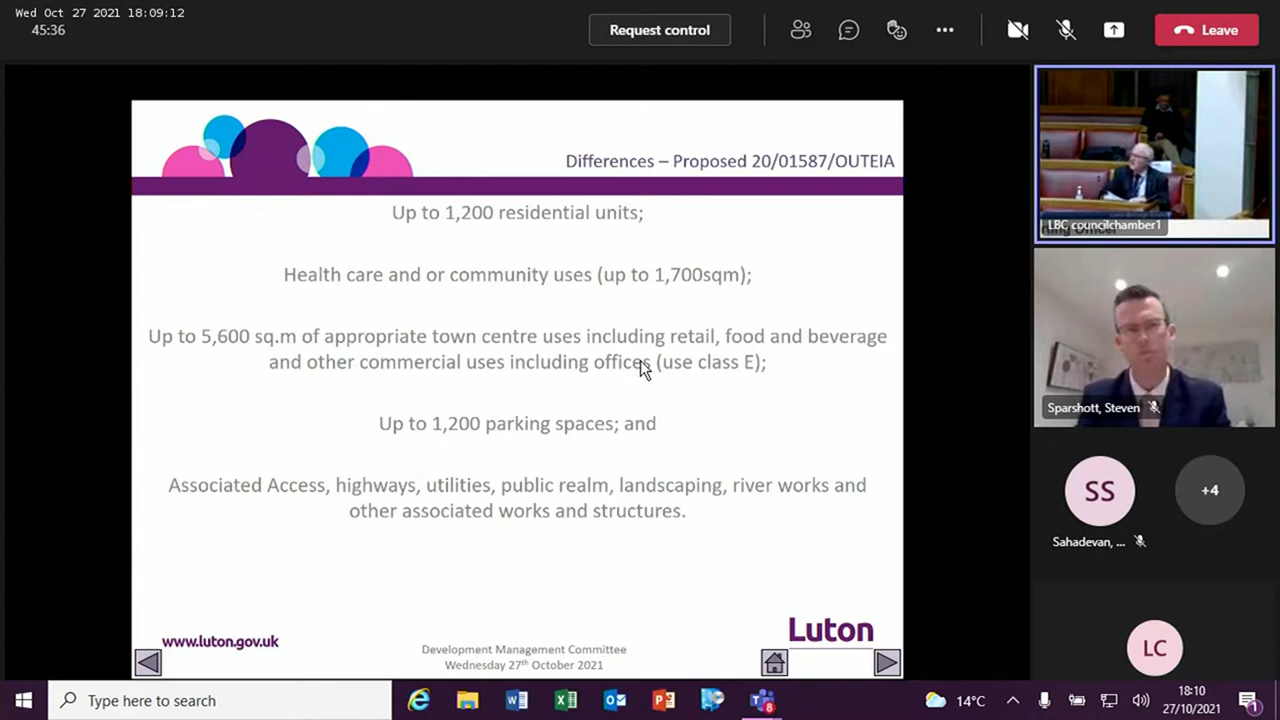 Wed Oct 27 2021 18:09:12
45:36
Request control
Leave
Differences – Proposed 20/01587/OUTEIA
Up to 1,200 residential units;
Health care and or community uses (up to 1,700sqm);
Up to 5,600 sq.m of appropriate town centre uses including retail, food and beverage
and other commercial uses including offices (use class E);
Up to 1,200 parking spaces; and
Associated Access, highways, utilities, public realm, landscaping, river works and
other associated works and structures.
www.luton.gov.uk
Development Management Committee
Wednesday 27th October 2021
Luton
LBC councilchamber1
Sparshott, Steven
SS
+4
Sahadevan, ...
LC
Type here to search
14°C
18:10
27/10/2021